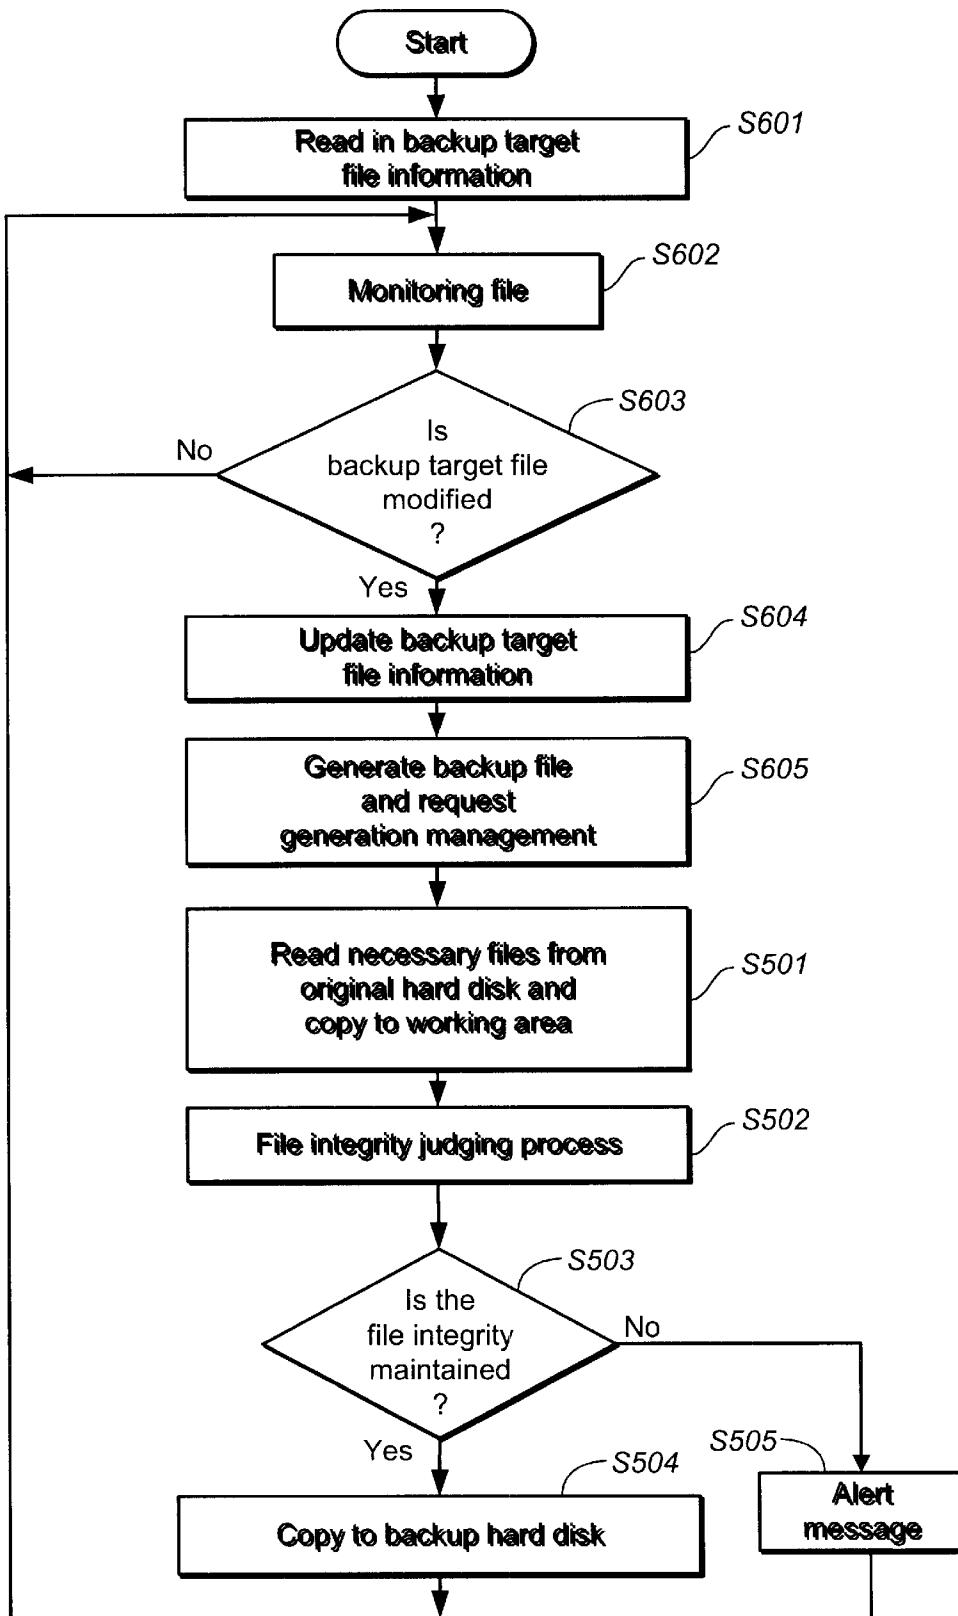 Start
Read in backup target
file information
S601
Monitoring file
S602
Is
backup target file
modified
?
S603
No
Yes
Update backup target
file information
S604
Generate backup file
and request
generation management
S605
Read necessary files from
original hard disk and
copy to working area
S501
File integrity judging process
S502
Is the
file integrity
maintained
?
S503
No
Yes
Copy to backup hard disk
S504
Alert
message
S505